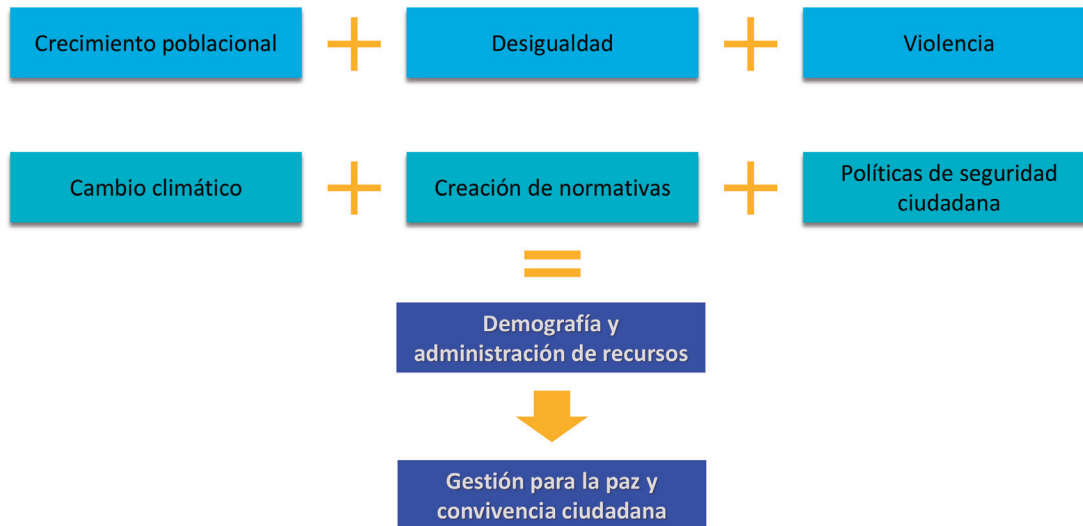 Crecimiento poblacional + Desigualdad + Violencia
Cambio climático + Creación de normativas + Políticas de seguridad
ciudadana
=
Demografía y
administración de recursos
Gestión para la paz y
convivencia ciudadana